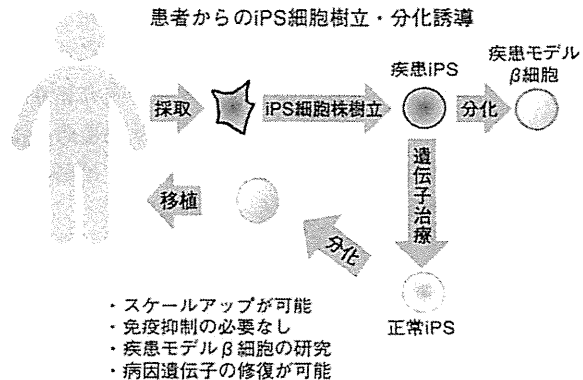 患者からのiPS細胞樹立・分化誘導
疾患iPS
疾患モデル
β細胞
採取
iPS細胞株樹立
分化
遺伝子治療
移植
分化
正常iPS
・スケールアップが可能
・免疫抑制の必要なし
・疾患モデルβ細胞の研究
・病因遺伝子の修復が可能